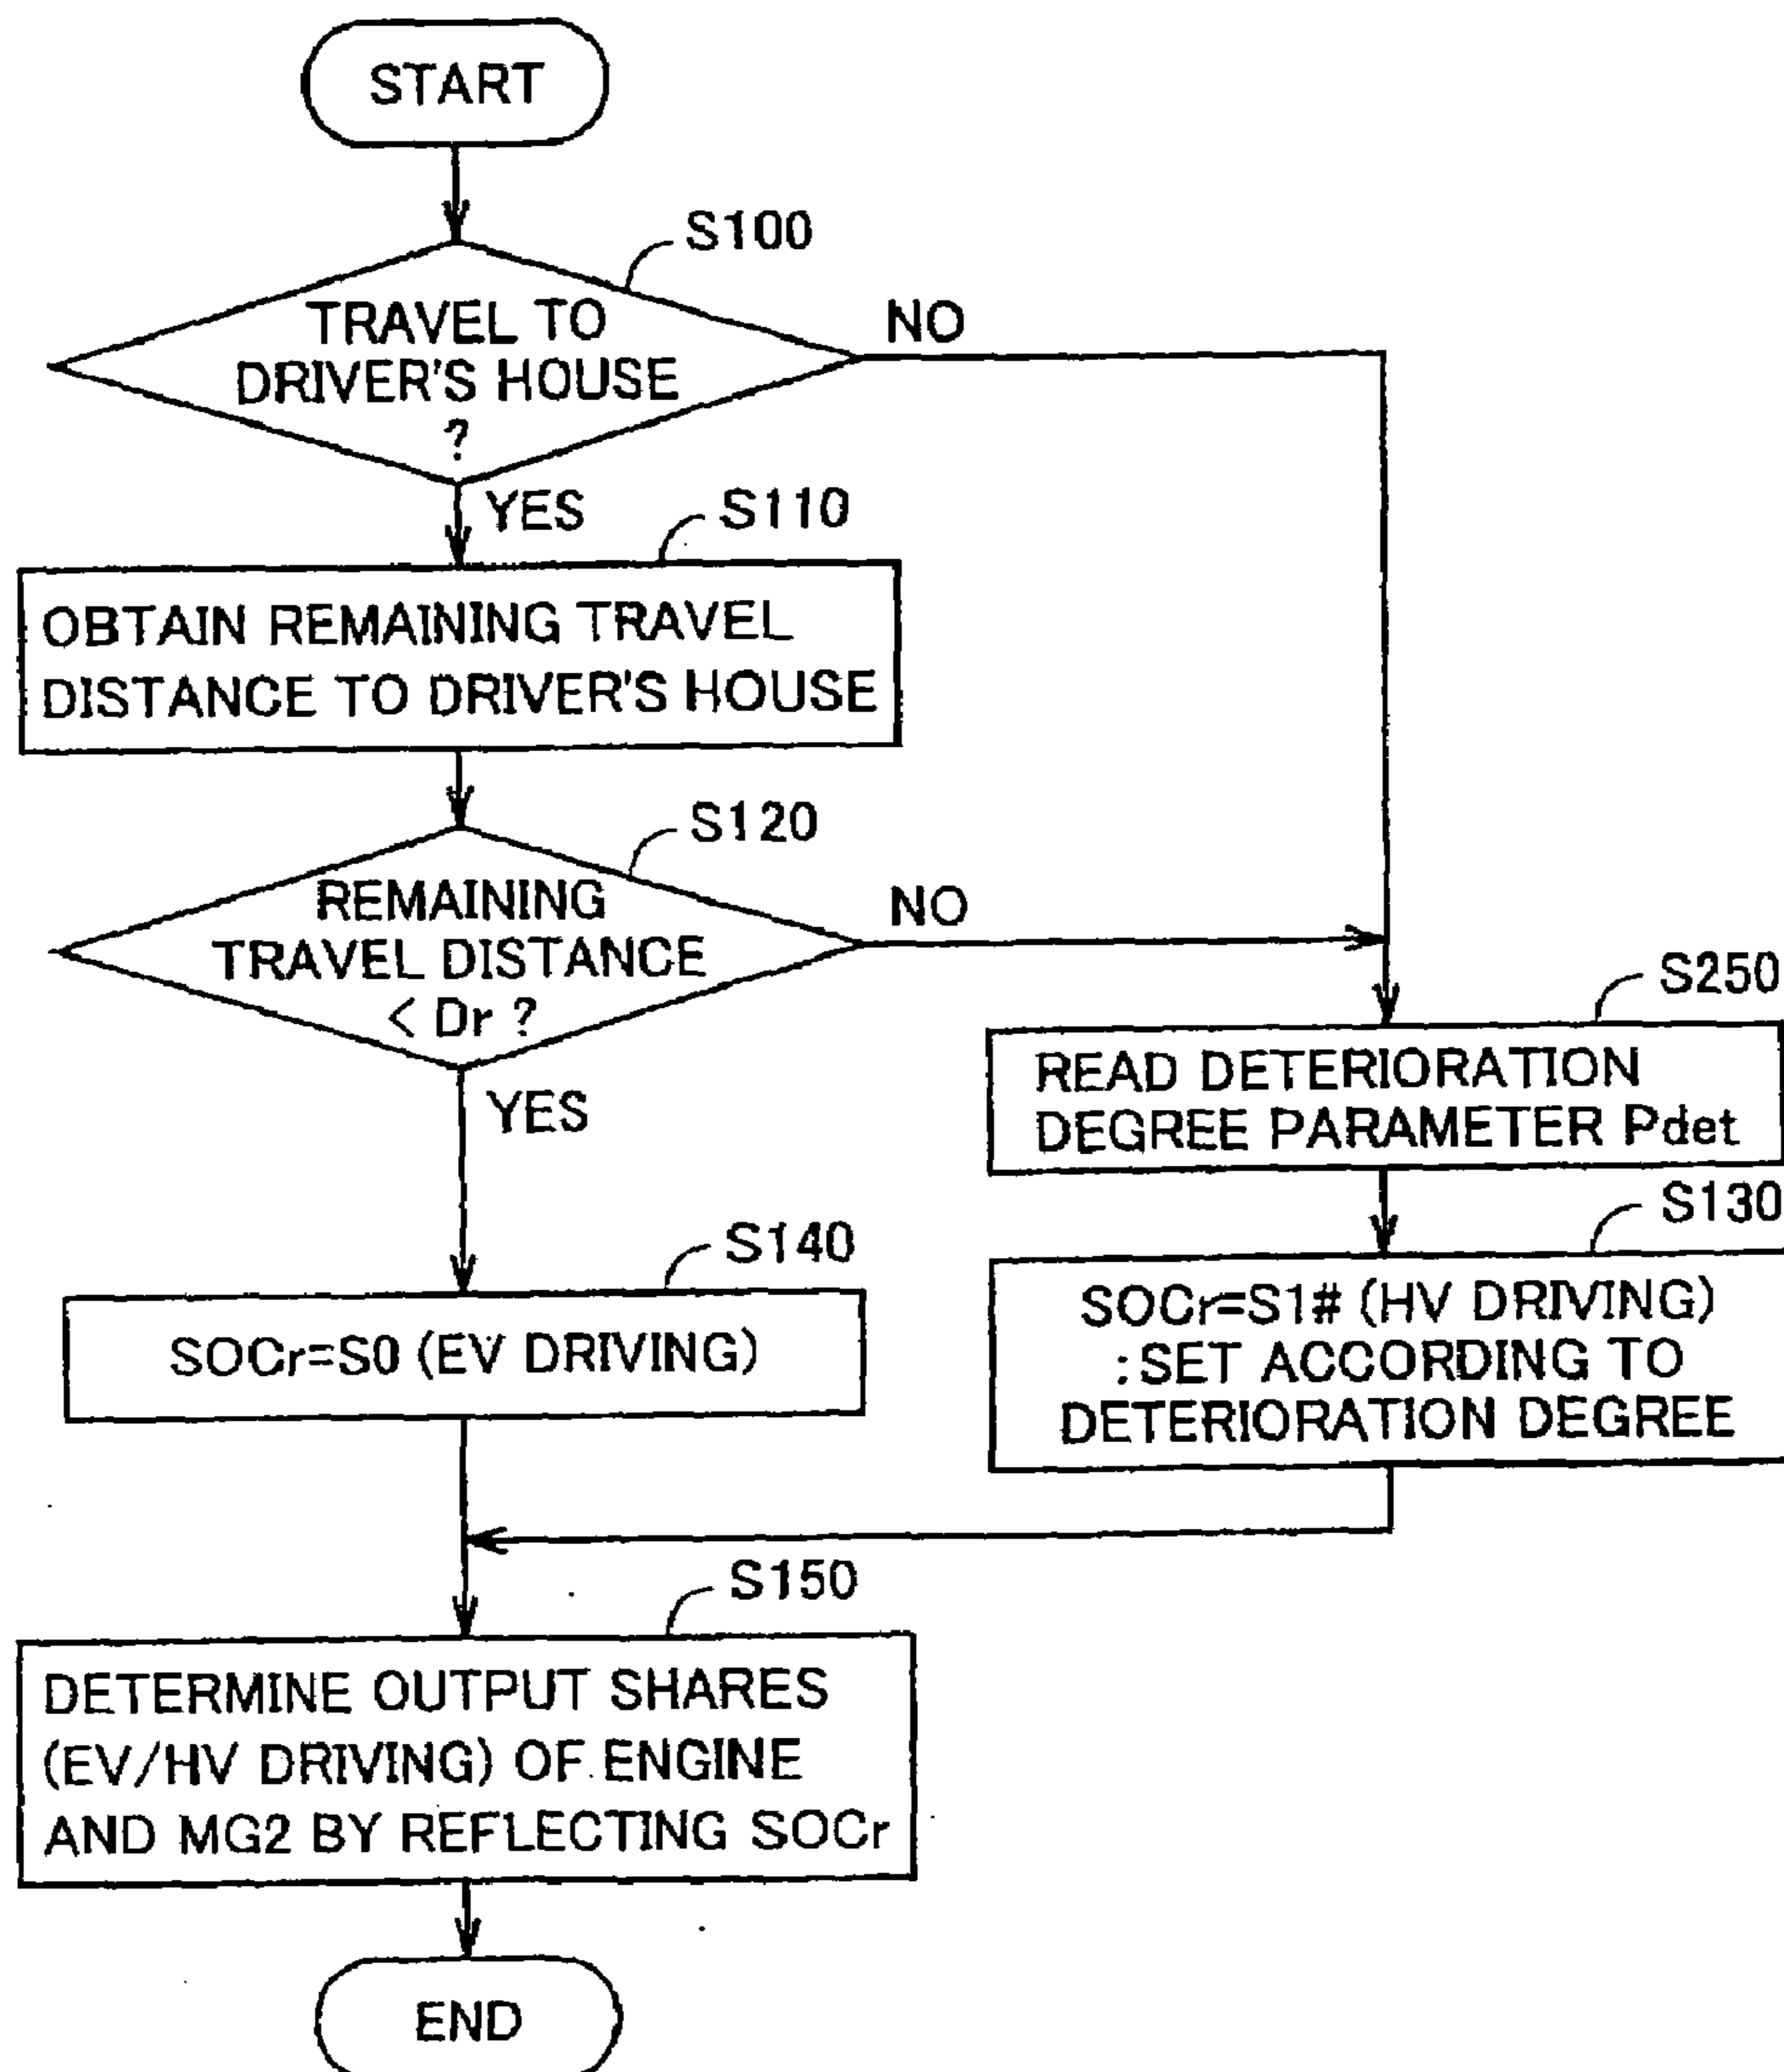 START
S100
TRAVEL TO
DRIVER'S HOUSE
?
NO
YES
S110
OBTAIN REMAINING TRAVEL
DISTANCE TO DRIVER'S HOUSE
S120
REMAINING
TRAVEL DISTANCE
< Dr ?
NO
YES
S250
READ DETERIORATION
DEGREE PARAMETER Pdet
S130
SOCr=S1# (HV DRIVING)
:SET ACCORDING TO
DETERIORATION DEGREE
S140
SOCr=S0 (EV DRIVING)
S150
DETERMINE OUTPUT SHARES
(EV/HV DRIVING) OF ENGINE
AND MG2 BY REFLECTING SOCr
END